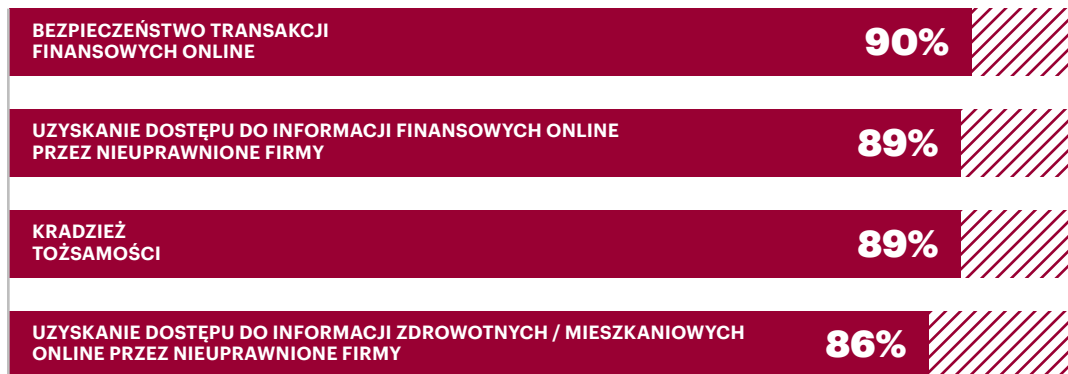 BEZPIECZEŃSTWO TRANSAKCJI
FINANSOWYCH ONLINE
90%
UZYSKANIE DOSTĘPU DO INFORMACJI FINANSOWYCH ONLINE
PRZEZ NIEUPRAWNIONE FIRMY
89%
KRADZIEŻ
TOŻSAMOŚCI
89%
UZYSKANIE DOSTĘPU DO INFORMACJI ZDROWOTNYCH / MIESZKANIOWYCH
ONLINE PRZEZ NIEUPRAWNIONE FIRMY
86%